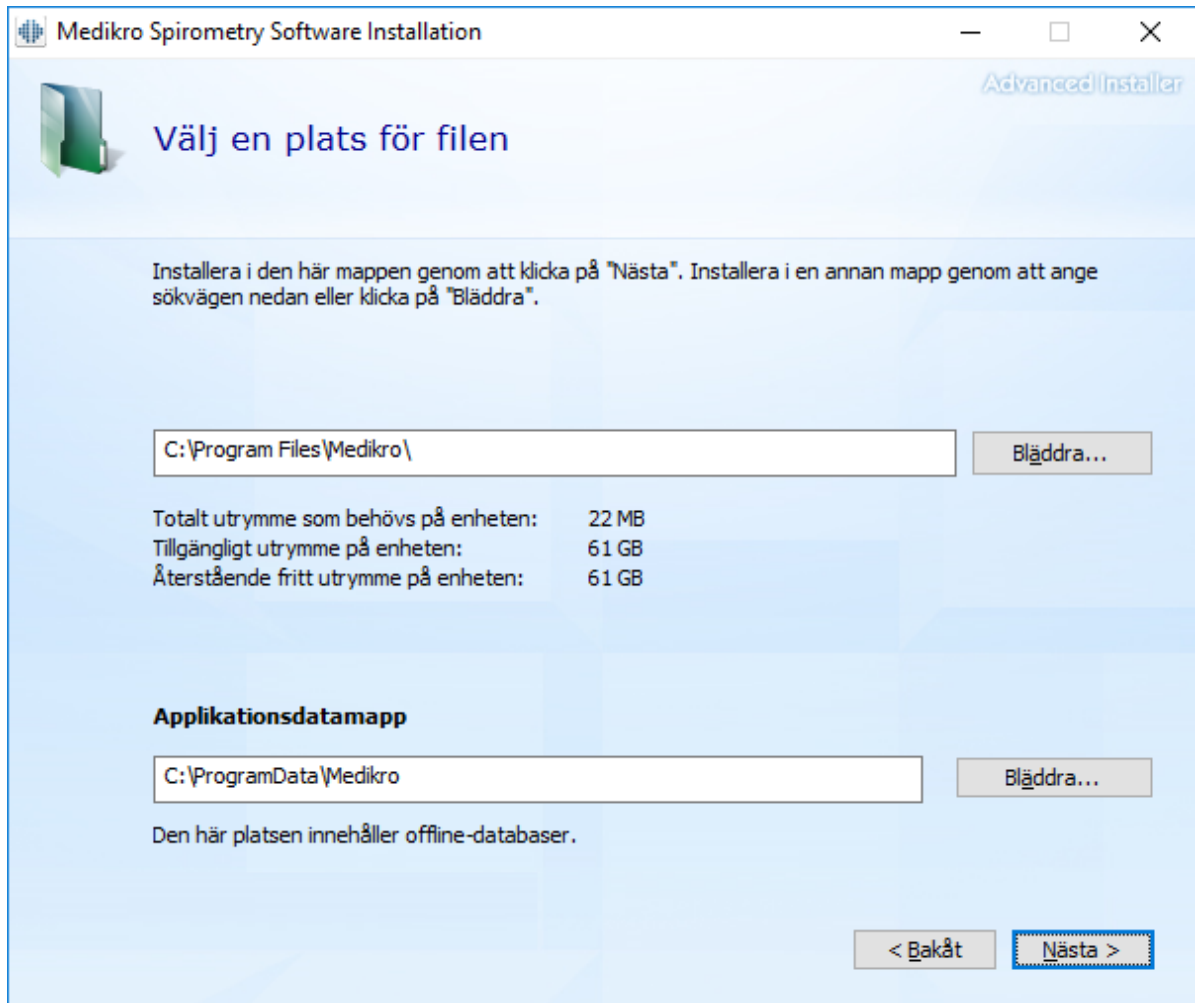 Medikro Spirometry Software Installation
Advanced Installer
Välj en plats för filen
Installera i den här mappen genom att klicka på "Nästa". Installera i en annan mapp genom att ange
sökvägen nedan eller klicka på "Bläddra".
C:\Program Files\Medikro\
Bläddra...
Totalt utrymme som behövs på enheten: 22 MB
Tillgängligt utrymme på enheten: 61 GB
Återstående fritt utrymme på enheten: 61 GB
Applikationsdatamapp
C:\ProgramData\Medikro
Bläddra...
Den här platsen innehåller offline-databaser.
< Bakåt
Nästa >